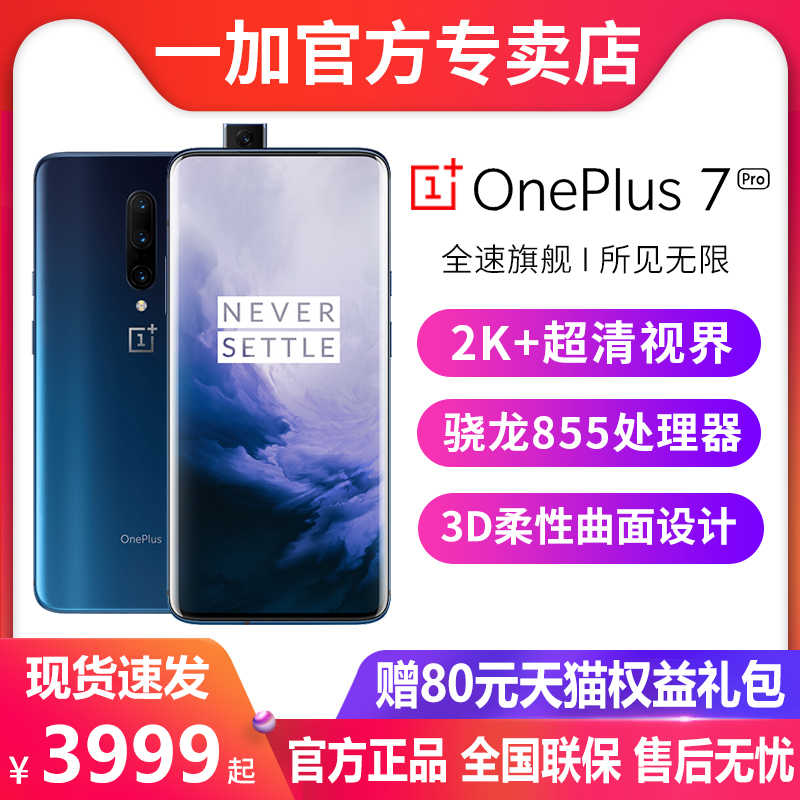 一加官方专卖店
1+ OnePlus 7 Pro
全速旗舰 | 所见无限
NEVER
SETTLE
2K+超清视界
骁龙855处理器
3D柔性曲面设计
1+
OnePlus
现货速发
¥3999起
赠80元天猫权益礼包
官方正品 全国联保 售后无忧